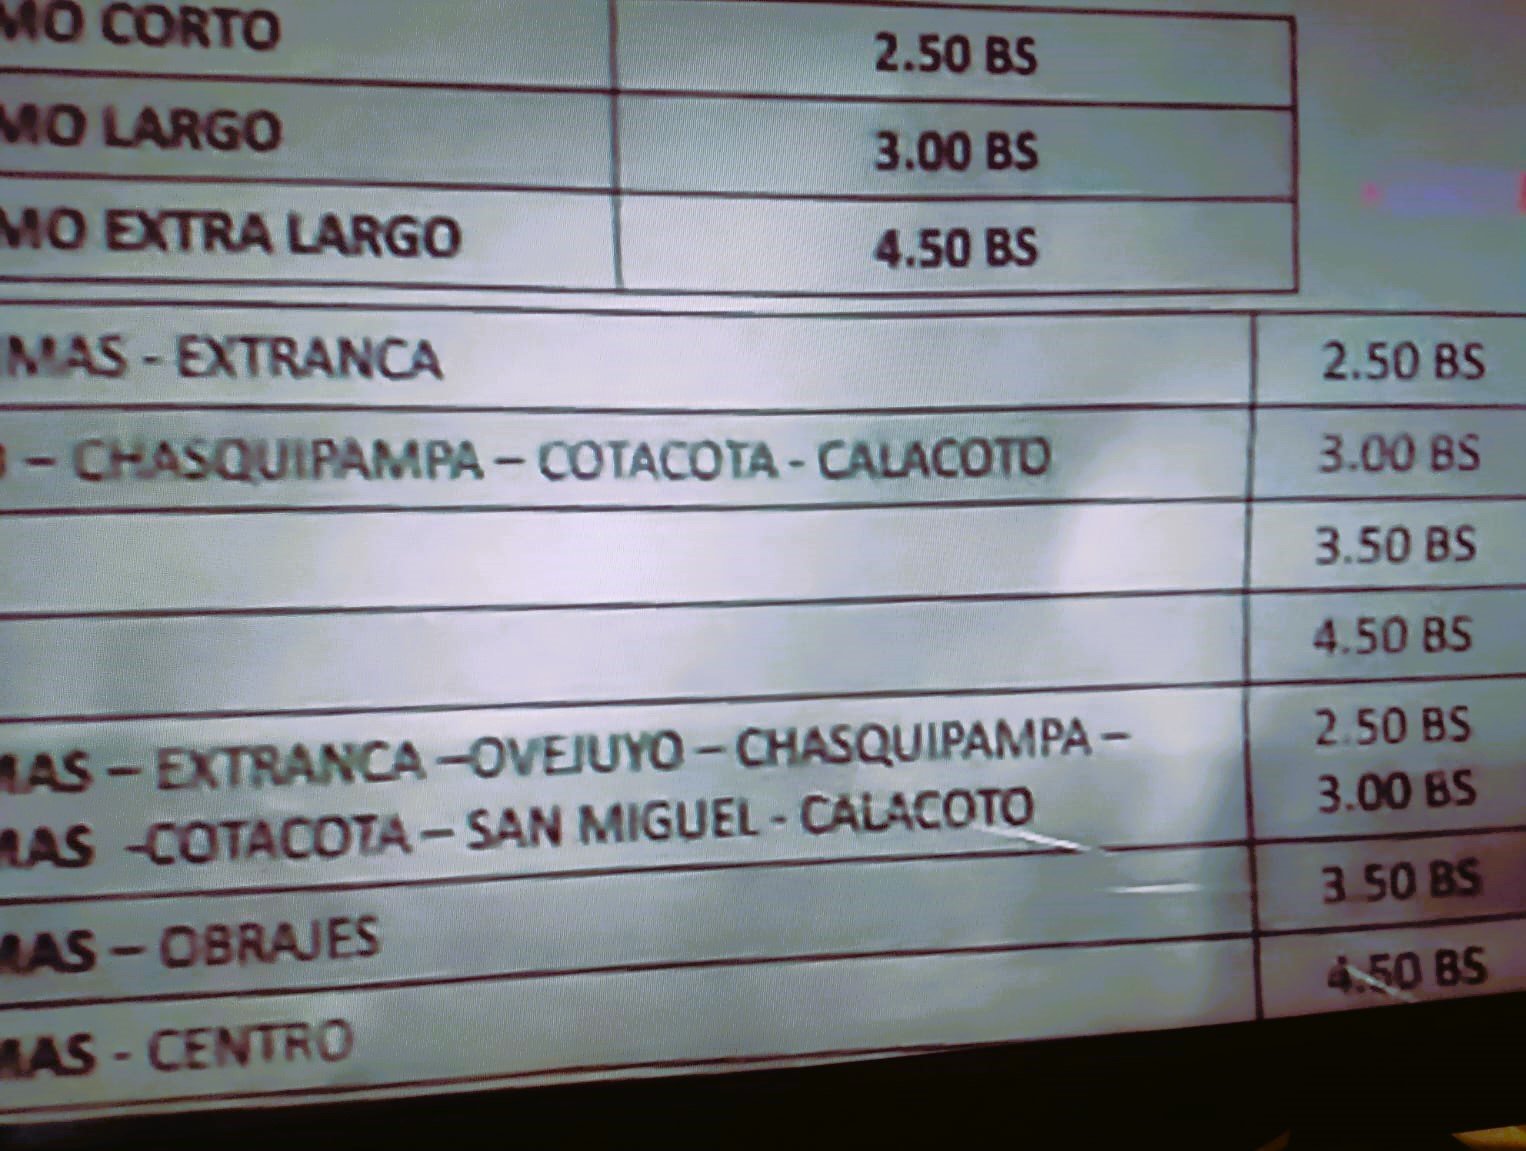 MO CORTO 2.50 BS
MO LARGO 3.00 BS
MO EXTRA LARGO 4.50 BS
MAS - EXTRANCA 2.50 BS
– CHASQUIPAMPA – COTACOTA - CALACOTO 3.00 BS
3.50 BS
4.50 BS
MAS – EXTRANCA –OVEJUYO – CHASQUIPAMPA – 2.50 BS
MAS -COTACOTA – SAN MIGUEL - CALACOTO 3.00 BS
MAS – OBRAJES 3.50 BS
MAS - CENTRO 4.50 BS